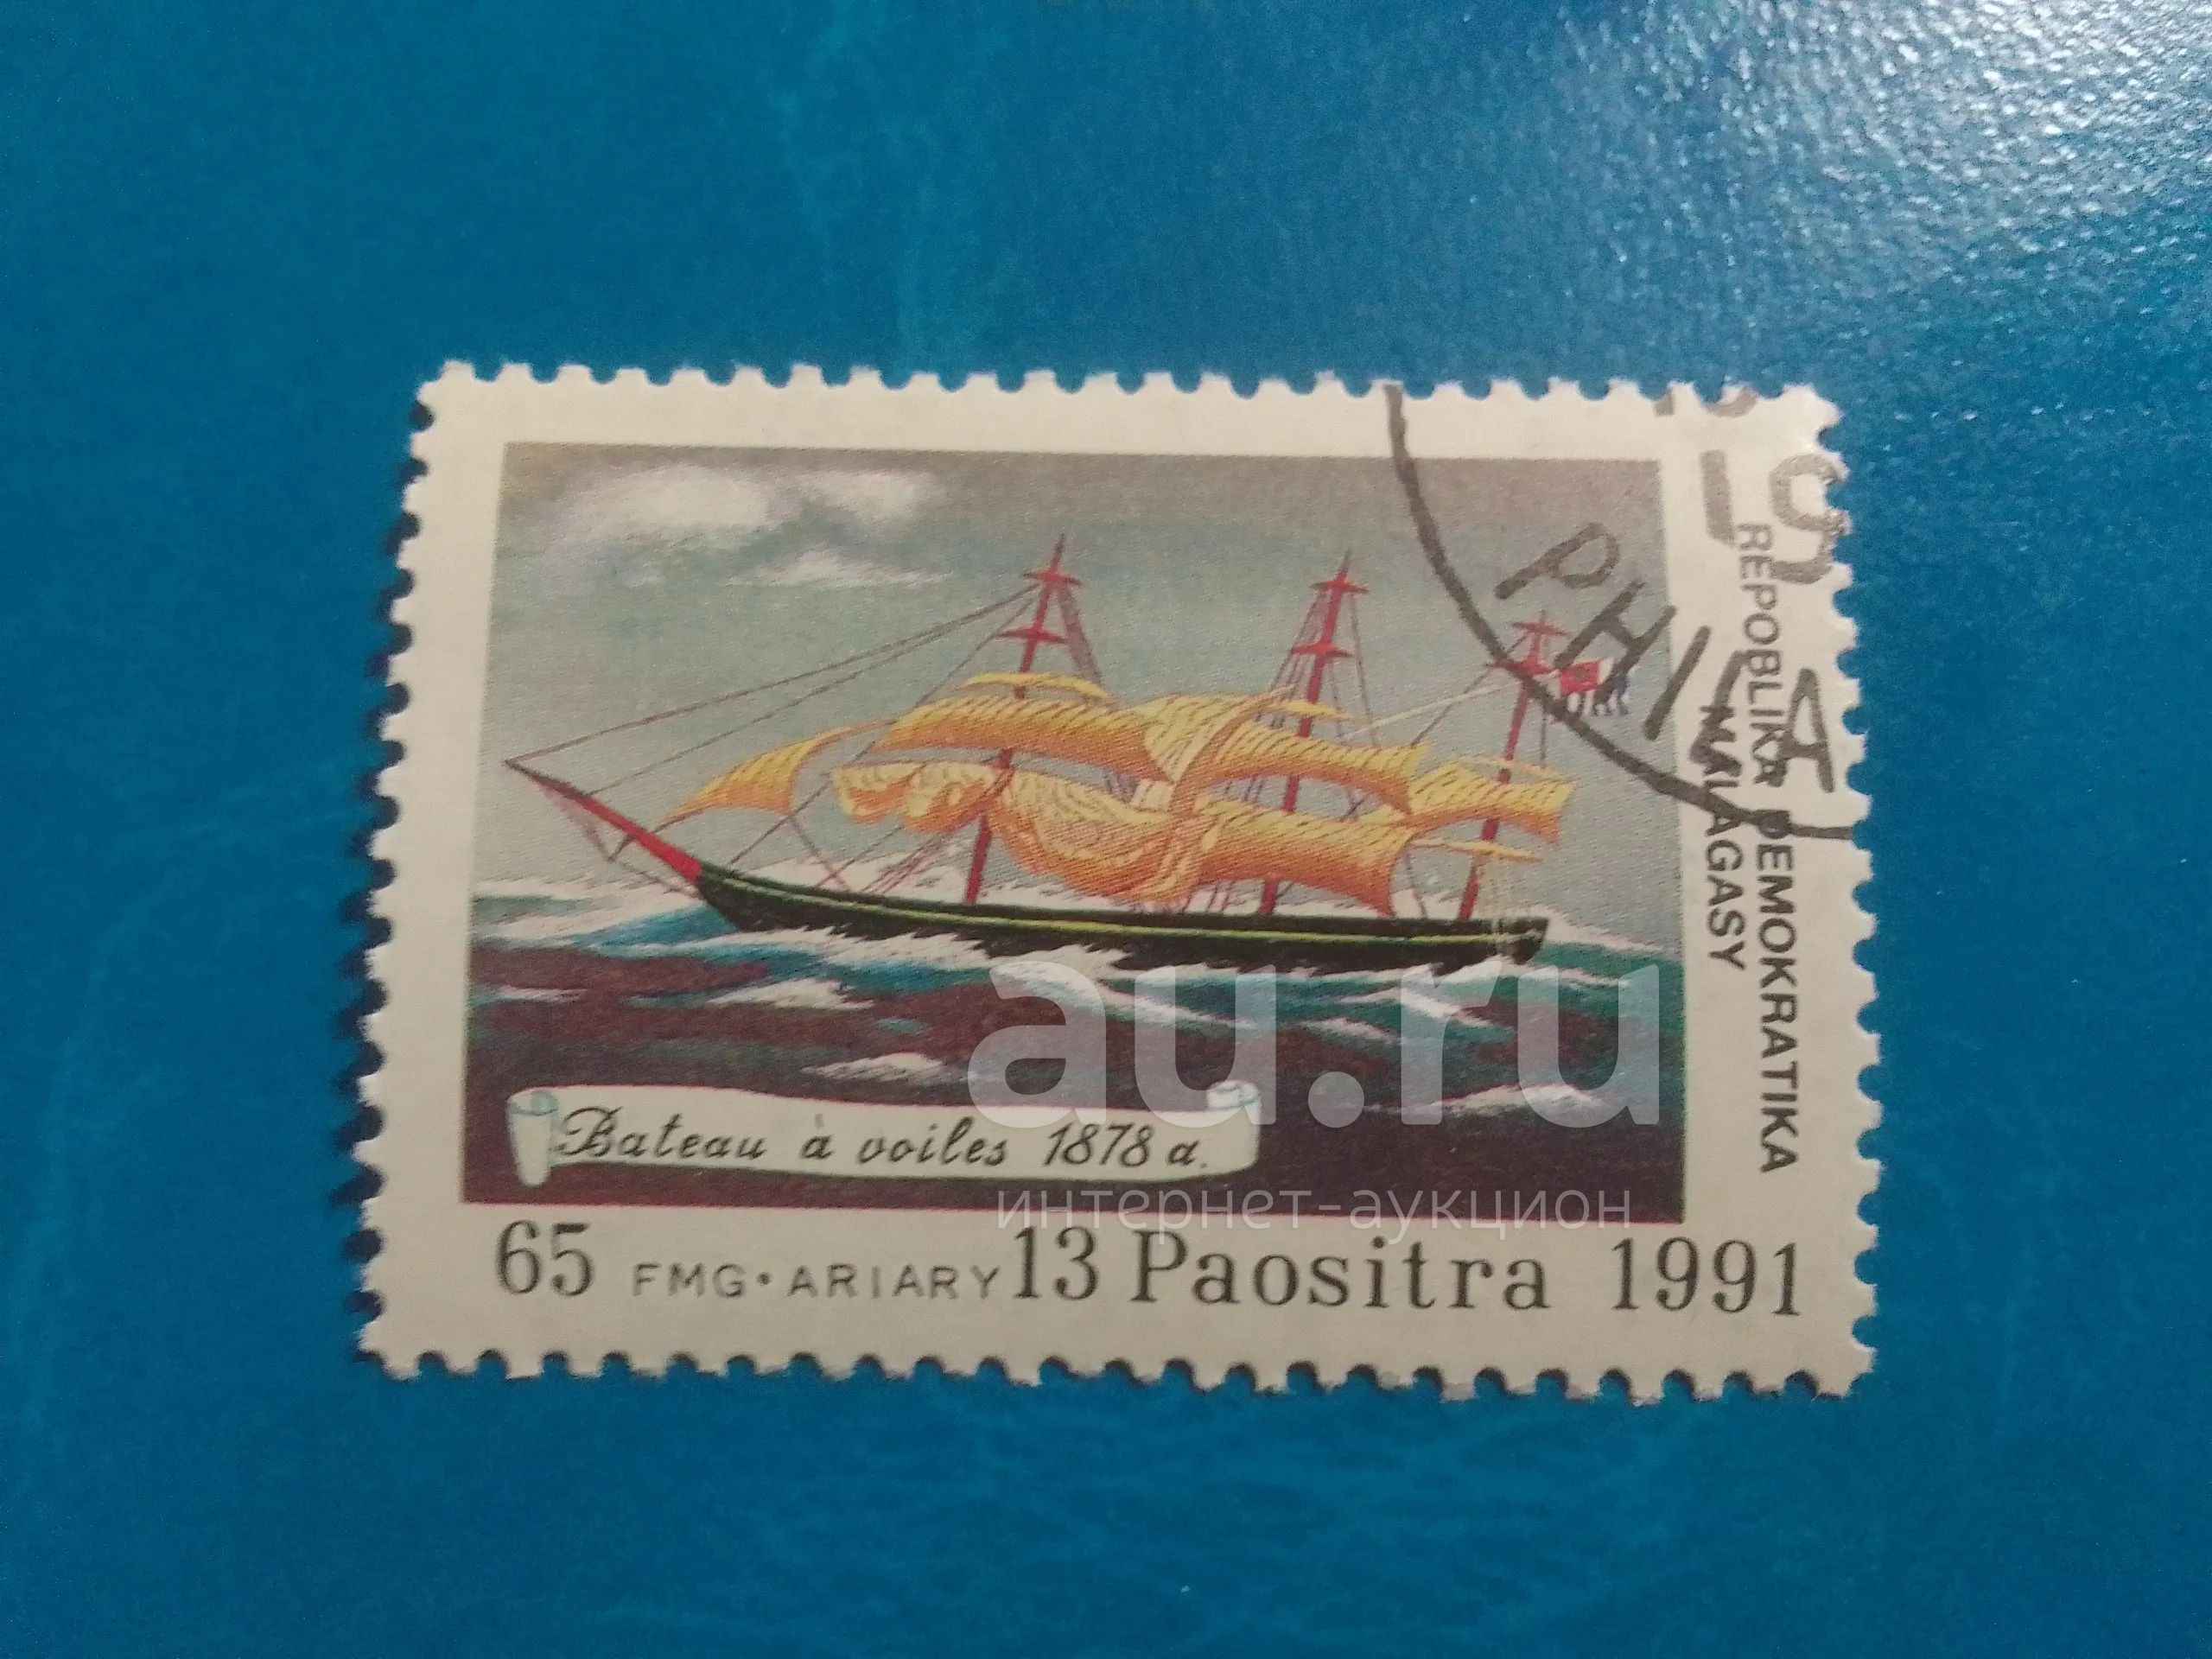 PHILA
REPOBLIKA DEMOKRATIKA
MALAGASY
Bateau à voiles 1878 a.
au.ru
интернет-аукцион
65 FMG·ARIARY 13 Paositra 1991